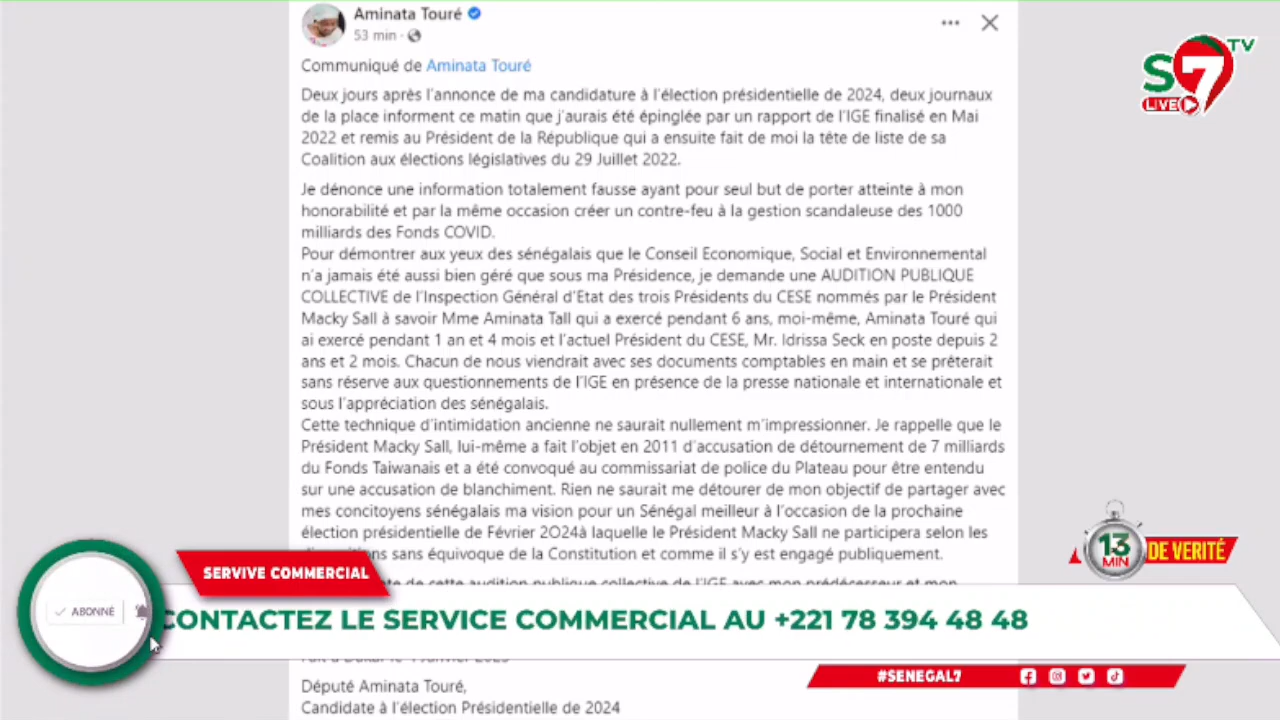 Aminata Touré
53 min
Communiqué de Aminata Touré
Deux jours après l'annonce de ma candidature à l'élection présidentielle de 2024, deux journaux
de la place informent ce matin que j'aurais été épinglée par un rapport de l'IGE finalisé en Mai
2022 et remis au Président de la République qui a ensuite fait de moi la tête de liste de sa
Coalition aux élections législatives du 29 Juillet 2022.
Je dénonce une information totalement fausse ayant pour seul but de porter atteinte à mon
honorabilité et par la même occasion créer un contre-feu à la gestion scandaleuse des 1000
milliards des Fonds COVID.
Pour démontrer aux yeux des sénégalais que le Conseil Economique, Social et Environnemental
n'a jamais été aussi bien géré que sous ma Présidence, je demande une AUDITION PUBLIQUE
COLLECTIVE de l'Inspection Général d'Etat des trois Présidents du CESE nommés par le Président
Macky Sall à savoir Mme Aminata Tall qui a exercé pendant 6 ans, moi-même, Aminata Touré qui
ai exercé pendant 1 an et 4 mois et l'actuel Président du CESE, Mr. Idrissa Seck en poste depuis 2
ans et 2 mois. Chacun de nous viendrait avec ses documents comptables en main et se prêterait
sans réserve aux questionnements de l'IGE en présence de la presse nationale et internationale et
sous l'appréciation des sénégalais.
Cette technique d'intimidation ancienne ne saurait nullement m'impressionner. Je rappelle que le
Président Macky Sall, lui-même a fait l'objet en 2011 d'accusation de détournement de 7 milliards
du Fonds Taiwanais et a été convoqué au commissariat de police du Plateau pour être entendu
sur une accusation de blanchiment. Rien ne saurait me détourer de mon objectif de partager avec
mes concitoyens sénégalais ma vision pour un Sénégal meilleur à l'occasion de la prochaine
élection présidentielle de Février 2O24à laquelle le Président Macky Sall ne participera selon les
sans équivoque de la Constitution et comme il s'y est engagé publiquement.
de cette audition publique collective de l'IGE avec mon prédécesseur et mon
Député Aminata Touré,
Candidate à l'élection Présidentielle de 2024
S7 TV
LIVE
13
MIN
DE VERITÉ
SERVIVE COMMERCIAL
ABONNÉ
CONTACTEZ LE SERVICE COMMERCIAL AU +221 78 394 48 48
#SENEGAL7